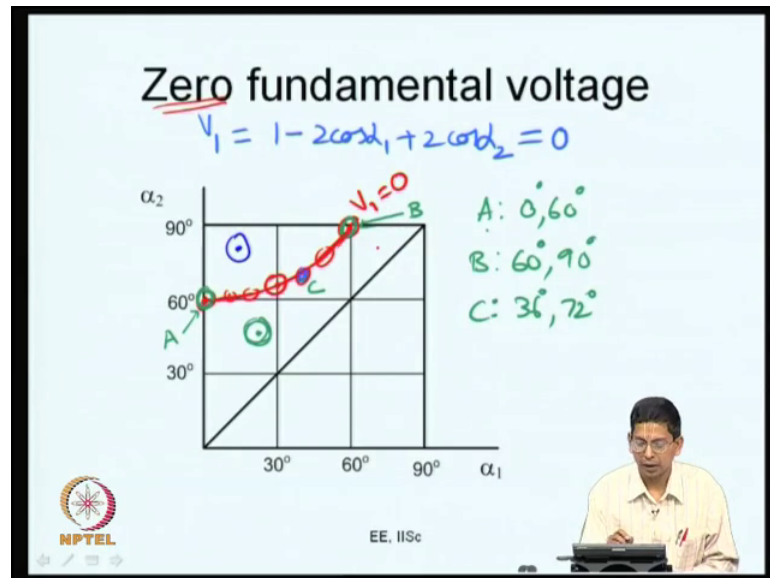 Zero fundamental voltage
V₁ = 1 - 2cosα₁ + 2cosα₂ = 0
α₂
V₁=0
90°
B
60°
C
A
30°
30° 60° 90° α₁
A: 0°, 60°
B: 60°, 90°
C: 36°, 72°
NPTEL
EE, IISc